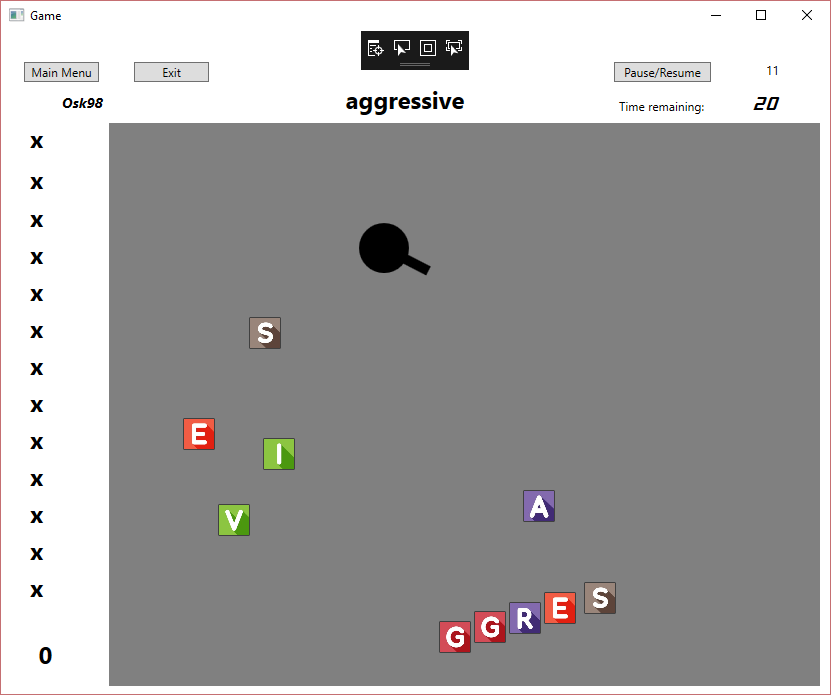 Game
Main Menu Exit Pause/Resume 11
Osk98 aggressive Time remaining: 20
x
x
x
x
x
x
S
x
x
E
x
I
x
A
x
V
x
x
S
E
R
G
G
0